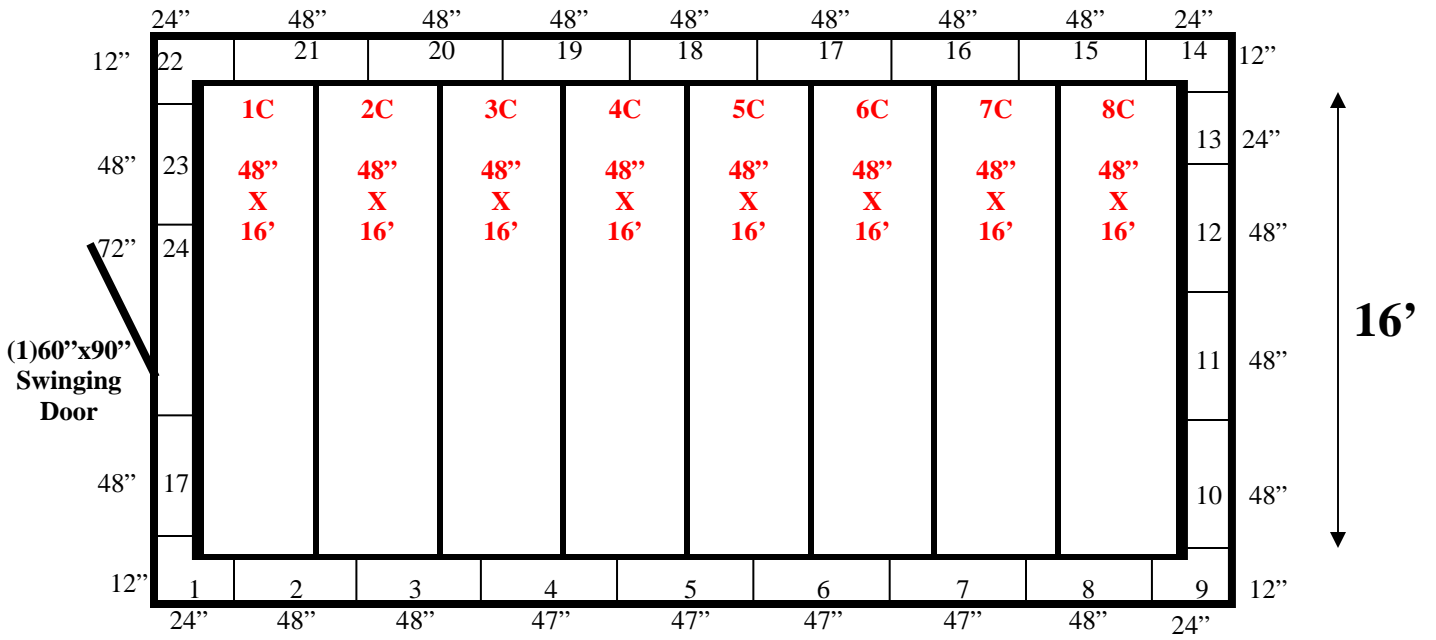 24” 48” 48” 48” 48” 48” 48” 48” 24”
12” 22 21 20 19 18 17 16 15 14 12”
1C 2C 3C 4C 5C 6C 7C 8C
13 24”
48” 23 48” 48” 48” 48” 48” 48” 48” 48”
X X X X X X X X
72” 24 16’ 16’ 16’ 16’ 16’ 16’ 16’ 16’ 12 48”
16’
(1)60”x90” 11 48”
Swinging
Door
48” 17 10 48”
12” 1 2 3 4 5 6 7 8 9 12”
24” 48” 48” 47” 47” 47” 47” 48” 24”